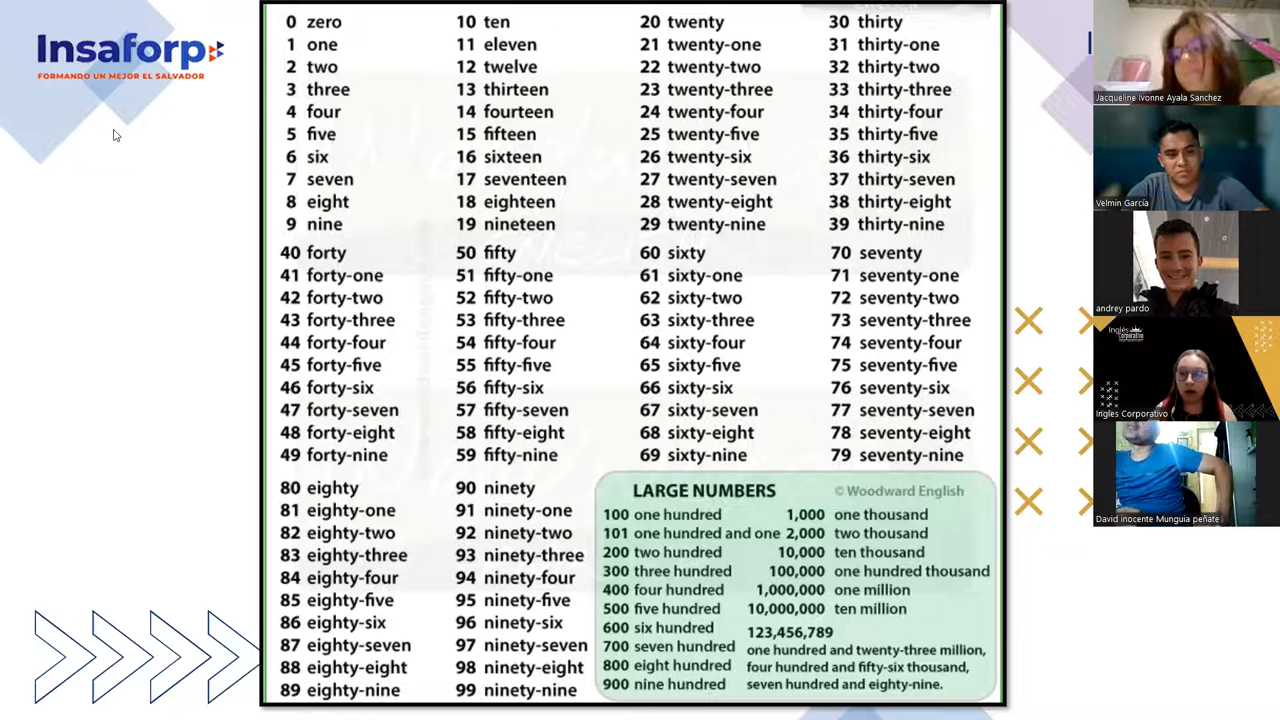 Insaforp
FORMANDO UN MEJOR EL SALVADOR
0 zero 10 ten 20 twenty 30 thirty
1 one 11 eleven 21 twenty-one 31 thirty-one
2 two 12 twelve 22 twenty-two 32 thirty-two
3 three 13 thirteen 23 twenty-three 33 thirty-three
4 four 14 fourteen 24 twenty-four 34 thirty-four
5 five 15 fifteen 25 twenty-five 35 thirty-five
6 six 16 sixteen 26 twenty-six 36 thirty-six
7 seven 17 seventeen 27 twenty-seven 37 thirty-seven
8 eight 18 eighteen 28 twenty-eight 38 thirty-eight
9 nine 19 nineteen 29 twenty-nine 39 thirty-nine
40 forty 50 fifty 60 sixty 70 seventy
41 forty-one 51 fifty-one 61 sixty-one 71 seventy-one
42 forty-two 52 fifty-two 62 sixty-two 72 seventy-two
43 forty-three 53 fifty-three 63 sixty-three 73 seventy-three
44 forty-four 54 fifty-four 64 sixty-four 74 seventy-four
45 forty-five 55 fifty-five 65 sixty-five 75 seventy-five
46 forty-six 56 fifty-six 66 sixty-six 76 seventy-six
47 forty-seven 57 fifty-seven 67 sixty-seven 77 seventy-seven
48 forty-eight 58 fifty-eight 68 sixty-eight 78 seventy-eight
49 forty-nine 59 fifty-nine 69 sixty-nine 79 seventy-nine
80 eighty 90 ninety
81 eighty-one 91 ninety-one
82 eighty-two 92 ninety-two
83 eighty-three 93 ninety-three
84 eighty-four 94 ninety-four
85 eighty-five 95 ninety-five
86 eighty-six 96 ninety-six
87 eighty-seven 97 ninety-seven
88 eighty-eight 98 ninety-eight
89 eighty-nine 99 ninety-nine
LARGE NUMBERS © Woodward English
100 one hundred 1,000 one thousand
101 one hundred and one 2,000 two thousand
200 two hundred 10,000 ten thousand
300 three hundred 100,000 one hundred thousand
400 four hundred 1,000,000 one million
500 five hundred 10,000,000 ten million
600 six hundred
700 seven hundred
800 eight hundred
900 nine hundred
123,456,789
one hundred and twenty-three million,
four hundred and fifty-six thousand,
seven hundred and eighty-nine.
Jacqueline Ivonne Ayala Sanchez
Velmin García
andrey pardo
Inglés
Corporativo
Ingles Corporativo
David inocente Munguia peñate